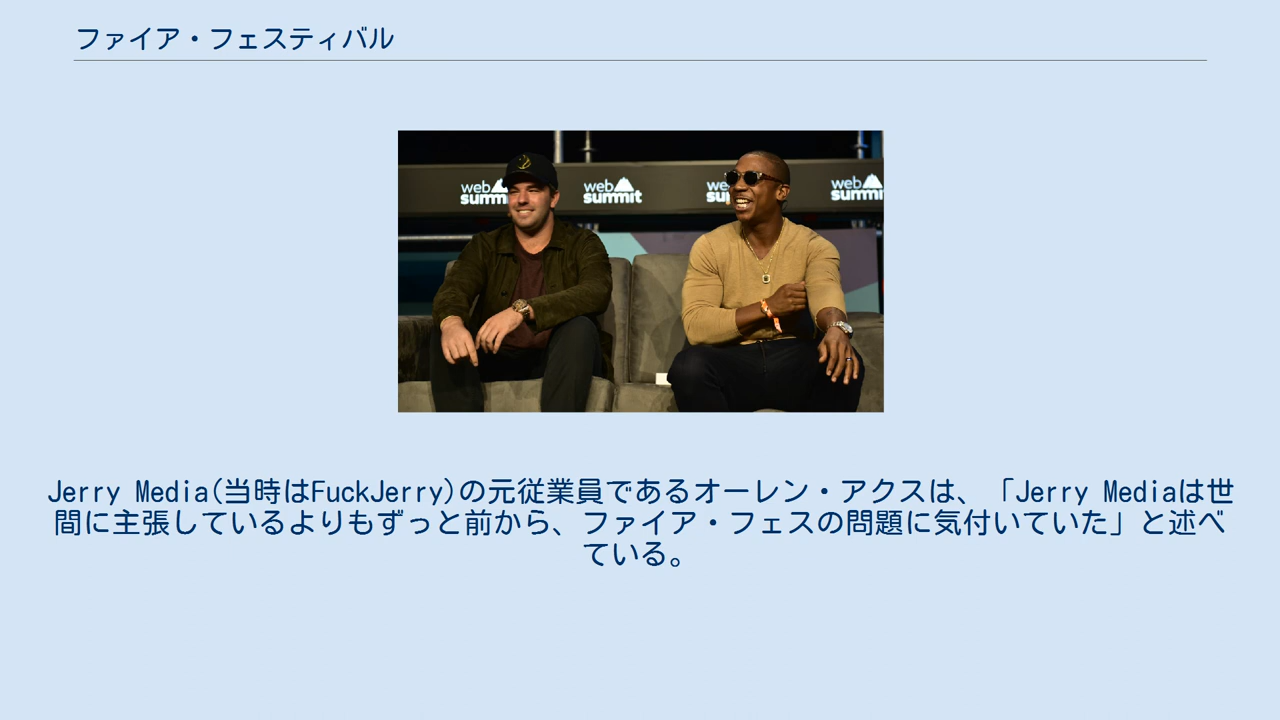 ファイア・フェスティバル
web summit
web summit
web
web summit
Jerry Media(当時はFuckJerry)の元従業員であるオーレン・アクスは、「Jerry Mediaは世
間に主張しているよりもずっと前から、ファイア・フェスの問題に気付いていた」と述べ
ている。